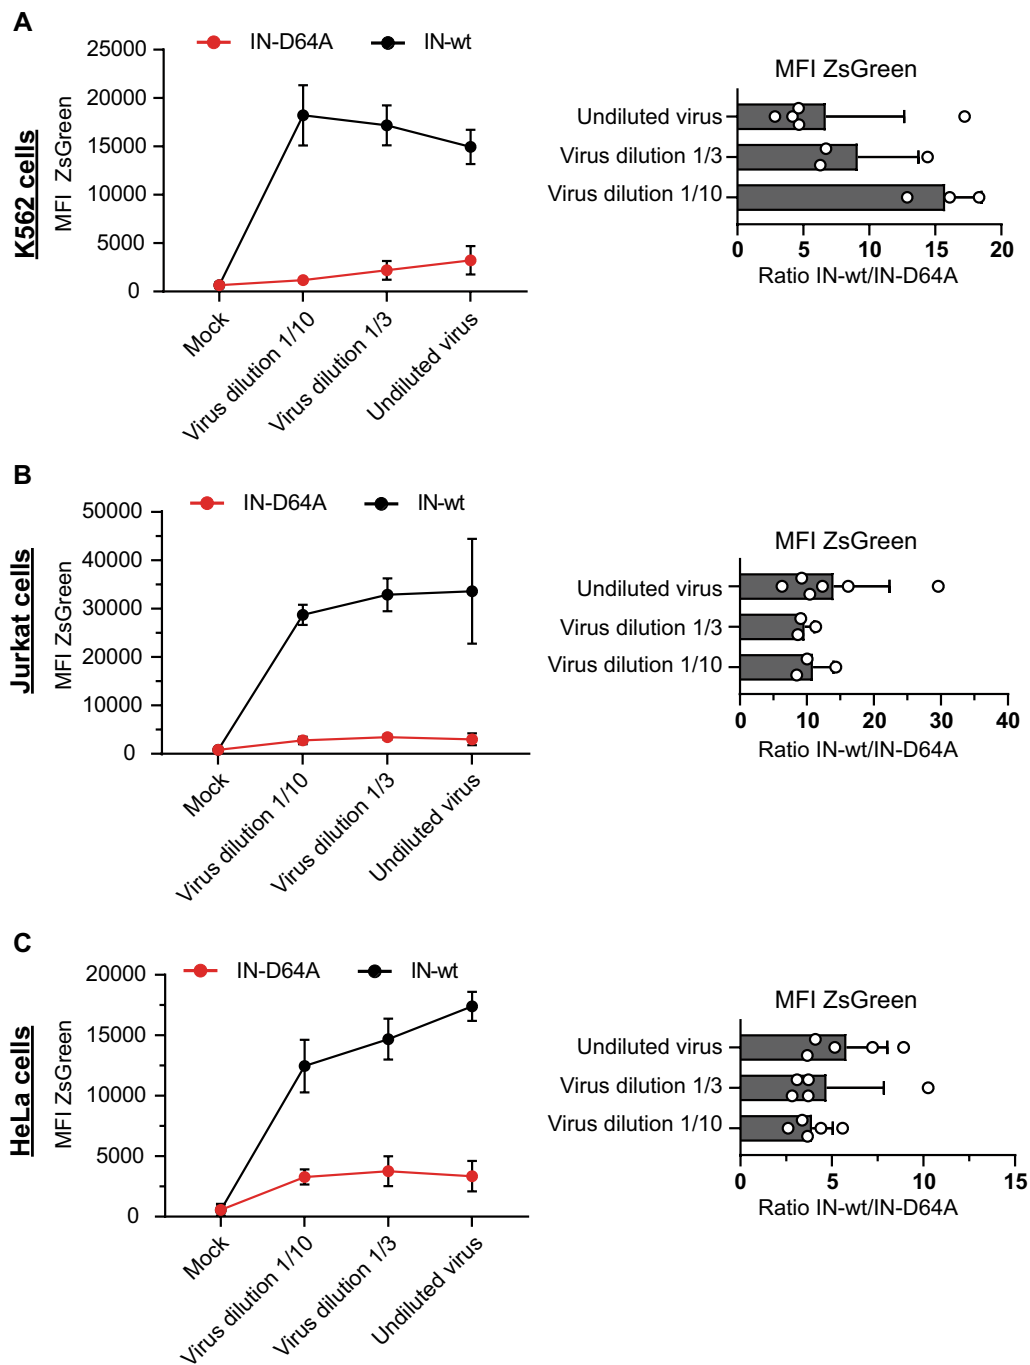 A
IN-D64A
IN-wt
25000
20000
15000
10000
5000
0
MFI ZsGreen
K562 cells
Mock
Virus dilution 1/10
Virus dilution 1/3
Undiluted virus
MFI ZsGreen
Undiluted virus
Virus dilution 1/3
Virus dilution 1/10
0 5 10 15 20
Ratio IN-wt/IN-D64A
B
IN-D64A
IN-wt
50000
40000
30000
20000
10000
0
MFI ZsGreen
Jurkat cells
Mock
Virus dilution 1/10
Virus dilution 1/3
Undiluted virus
MFI ZsGreen
Undiluted virus
Virus dilution 1/3
Virus dilution 1/10
0 10 20 30 40
Ratio IN-wt/IN-D64A
C
IN-D64A
IN-wt
20000
15000
10000
5000
0
MFI ZsGreen
HeLa cells
Mock
Virus dilution 1/10
Virus dilution 1/3
Undiluted virus
MFI ZsGreen
Undiluted virus
Virus dilution 1/3
Virus dilution 1/10
0 5 10 15
Ratio IN-wt/IN-D64A